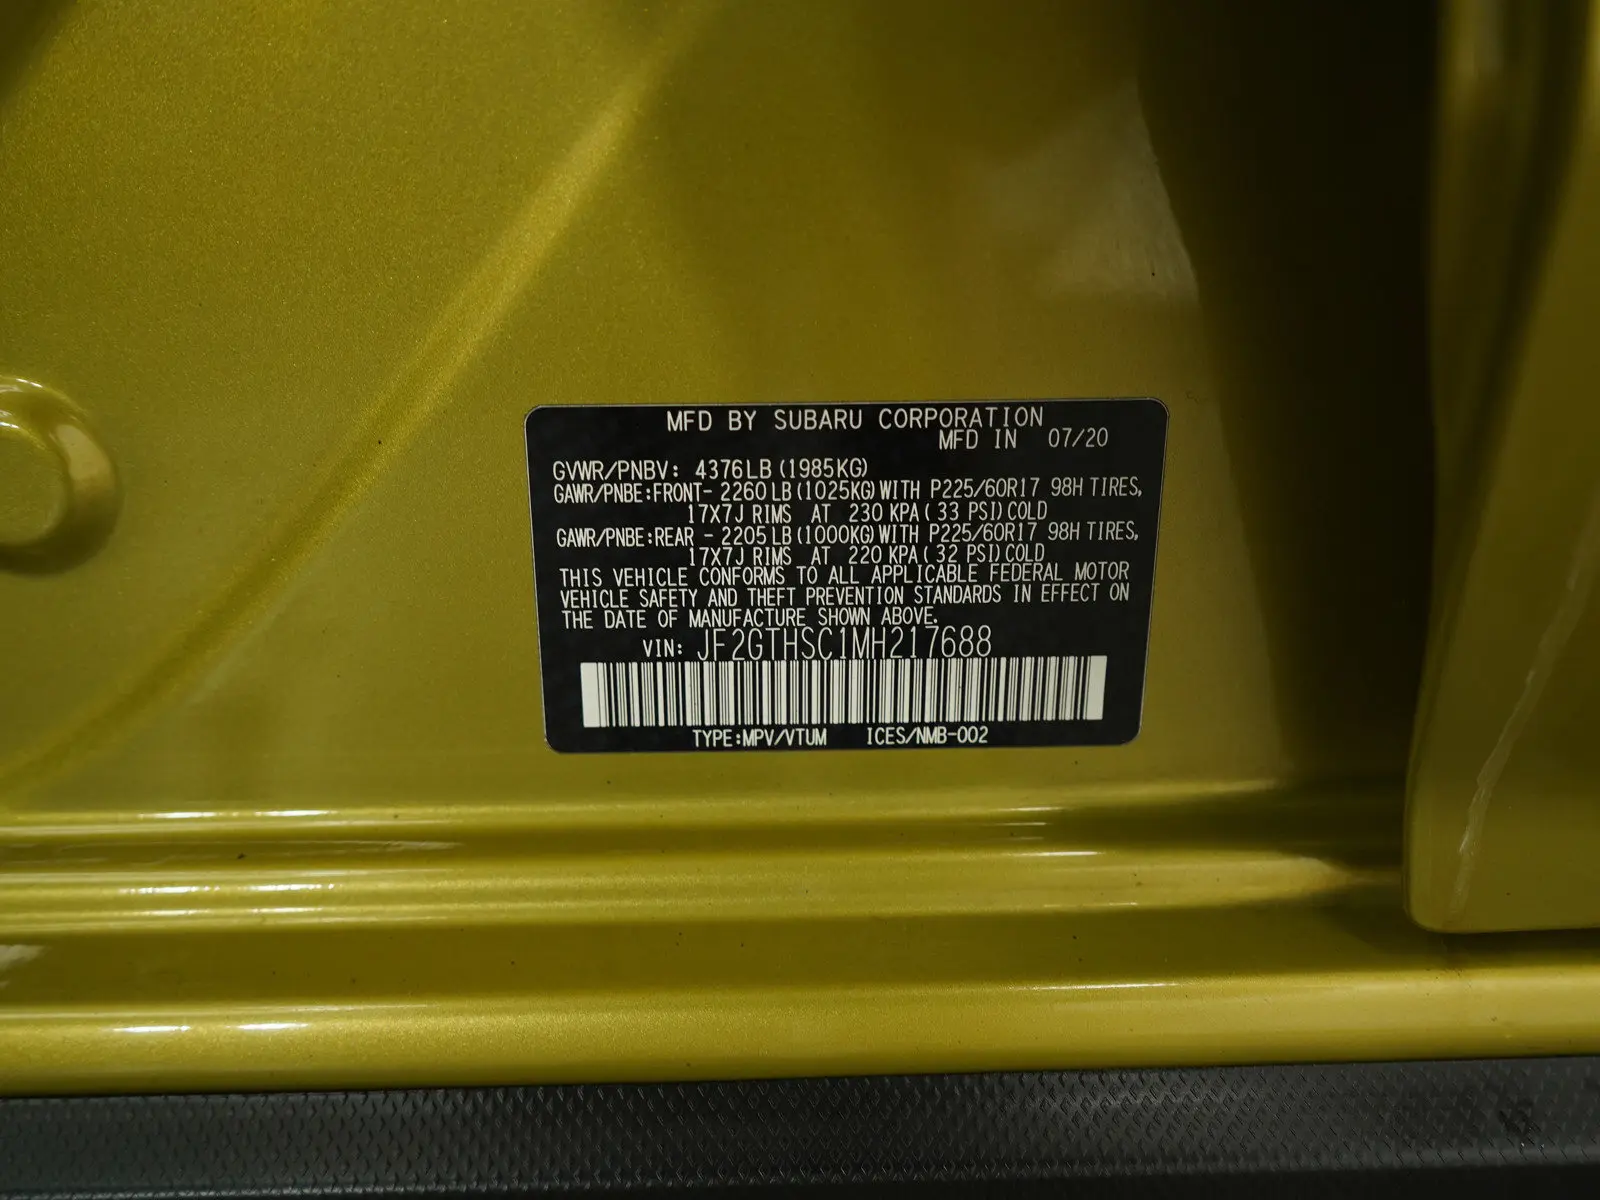 MFD BY SUBARU CORPORATION
MFD IN 07/20
GVWR/PNBV: 4376LB (1985KG)
GAWR/PNBE:FRONT- 2260 LB (1025KG) WITH P225/60R17 98H TIRES,
17X7J RIMS AT 230 KPA ( 33 PSI) COLD
GAWR/PNBE:REAR - 2205 LB (1000KG) WITH P225/60R17 98H TIRES,
17X7J RIMS AT 220 KPA ( 32 PSI) COLD
THIS VEHICLE CONFORMS TO ALL APPLICABLE FEDERAL MOTOR
VEHICLE SAFETY AND THEFT PREVENTION STANDARDS IN EFFECT ON
THE DATE OF MANUFACTURE SHOWN ABOVE.
VIN: JF2GTHSC1MH217688
TYPE:MPV/VTUM ICES/NMB-002